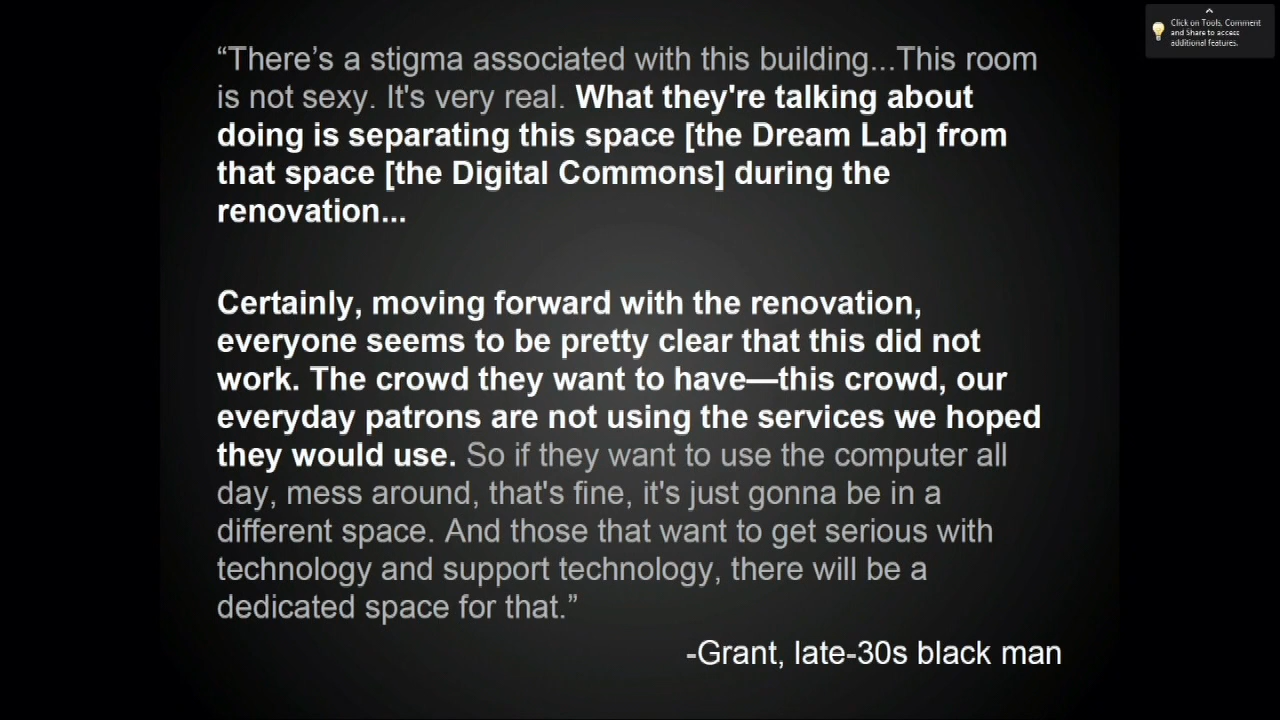 Click on Tools, Comment
and Share to access
additional features.
“There’s a stigma associated with this building...This room
is not sexy. It's very real. What they're talking about
doing is separating this space [the Dream Lab] from
that space [the Digital Commons] during the
renovation...
Certainly, moving forward with the renovation,
everyone seems to be pretty clear that this did not
work. The crowd they want to have—this crowd, our
everyday patrons are not using the services we hoped
they would use. So if they want to use the computer all
day, mess around, that's fine, it's just gonna be in a
different space. And those that want to get serious with
technology and support technology, there will be a
dedicated space for that.”
-Grant, late-30s black man